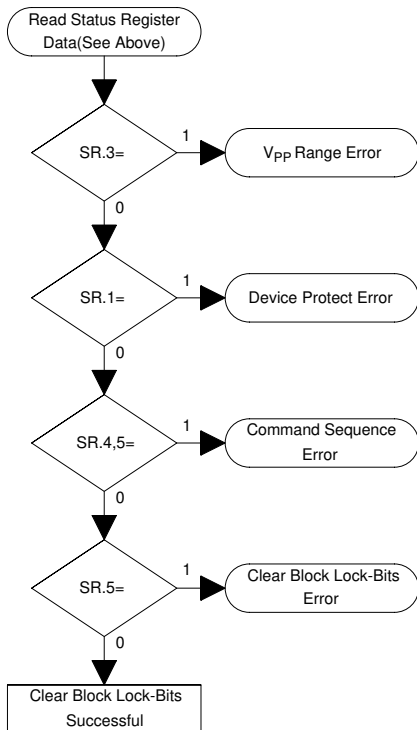 Read Status Register
Data(See Above)
SR.3=
1
VPP Range Error
0
SR.1=
1
Device Protect Error
0
SR.4,5=
1
Command Sequence
Error
0
SR.5=
1
Clear Block Lock-Bits
Error
0
Clear Block Lock-Bits
Successful